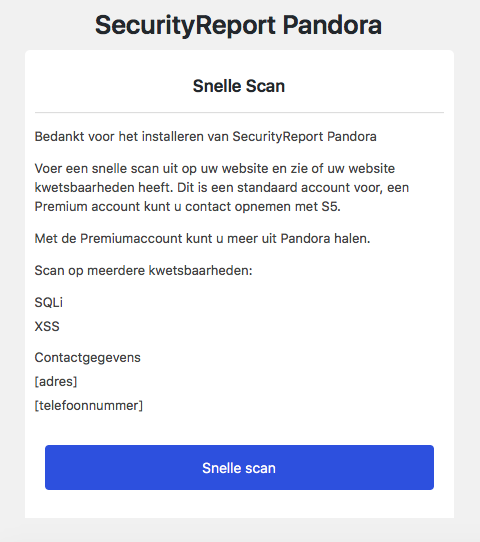 SecurityReport Pandora
Snelle Scan
Bedankt voor het installeren van SecurityReport Pandora
Voer een snelle scan uit op uw website en zie of uw website
kwetsbaarheden heeft. Dit is een standaard account voor, een
Premium account kunt u contact opnemen met S5.
Met de Premiumaccount kunt u meer uit Pandora halen.
Scan op meerdere kwetsbaarheden:
SQLi
XSS
Contactgegevens
[adres]
[telefoonnummer]
Snelle scan